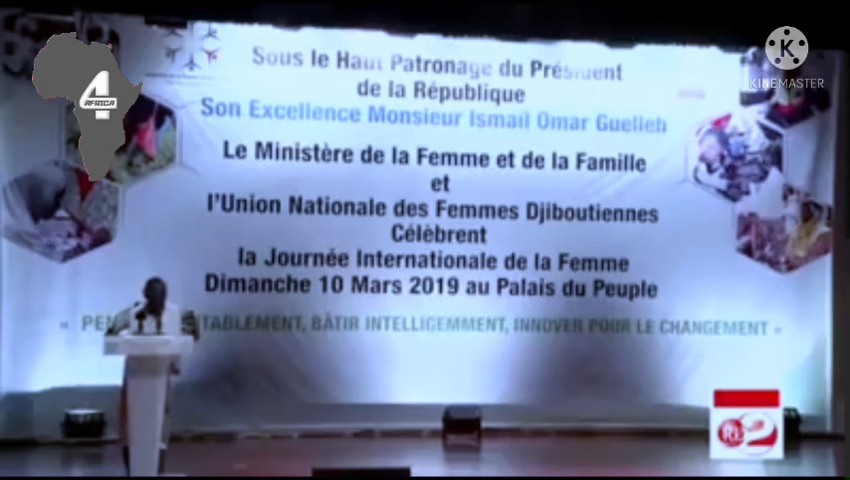 Sous le Haut Patronage du Président
de la République
Son Excellence Monsieur Ismail Omar Guelleh
Le Ministère de la Femme et de la Famille
et
l'Union Nationale des Femmes Djiboutiennes
Célèbrent
la Journée Internationale de la Femme
Dimanche 10 Mars 2019 au Palais du Peuple
BÂTIR INTELLIGEMMENT, INNOVER POUR LE CHANGEMENT »
4
AFRICA
K
KINEMASTER
2